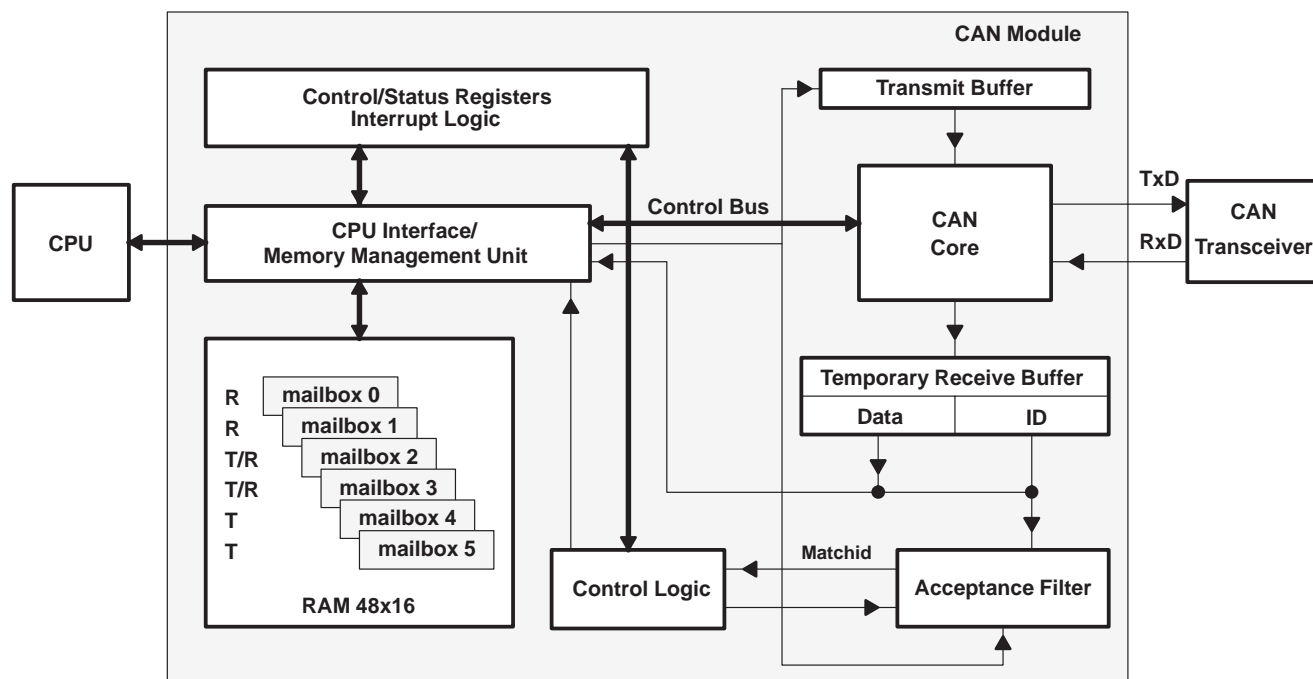 CAN Module
Control/Status Registers
Interrupt Logic
Transmit Buffer
CPU
CPU Interface/
Memory Management Unit
Control Bus
CAN
Core
TxD
RxD
CAN
Transceiver
R mailbox 0
R mailbox 1
T/R mailbox 2
T/R mailbox 3
T mailbox 4
T mailbox 5
RAM 48x16
Temporary Receive Buffer
Data ID
Control Logic
Matchid
Acceptance Filter